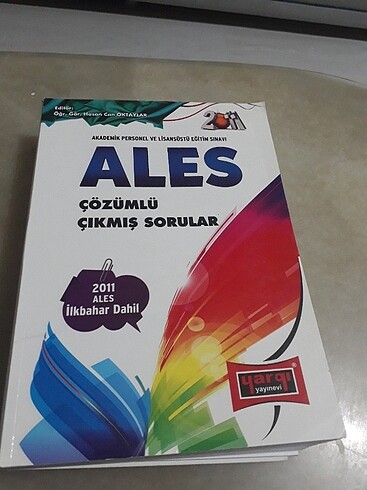 Editör:
Öğr. Gör. Hasan Can OKTAYLAR
2011
AKADEMİK PERSONEL VE LİSANSÜSTÜ EĞİTİM SINAVI
ALES
ÇÖZÜMLÜ
ÇIKMIŞ SORULAR
2011
ALES
İlkbahar Dahil
yargı
yayınevi